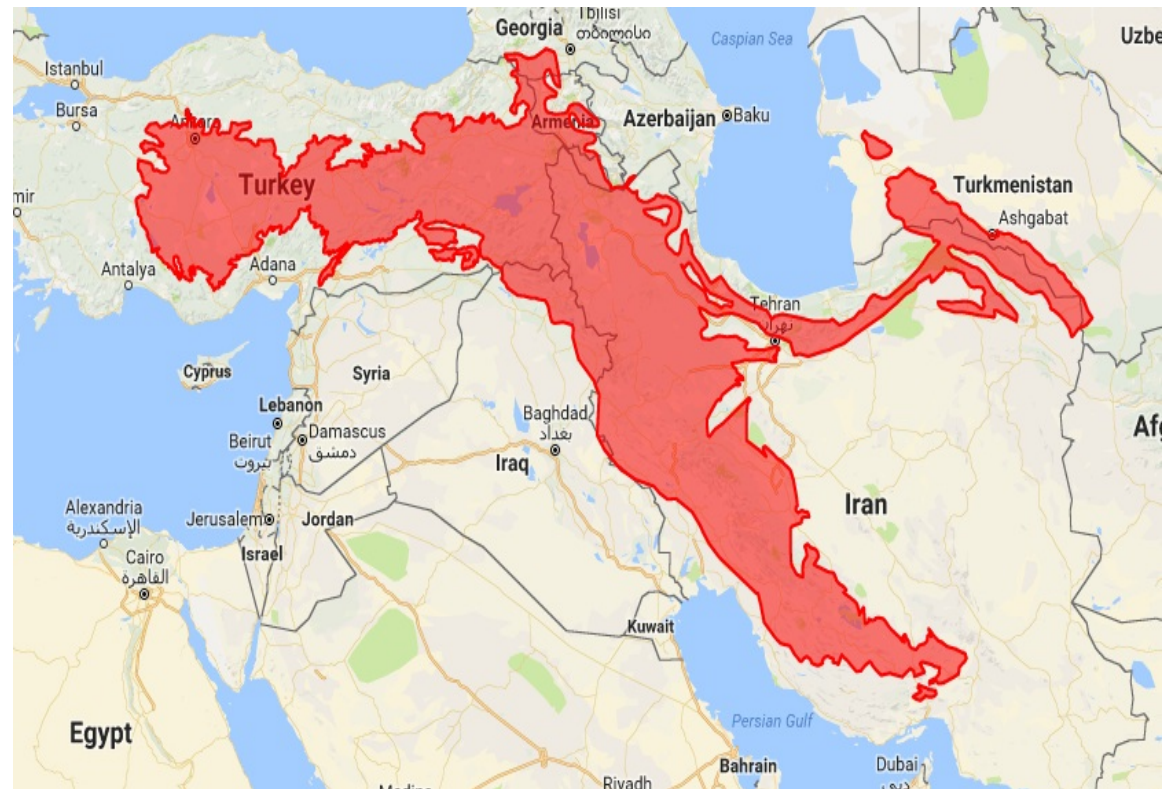 Georgia
Tbilisi
თბილისი
Caspian Sea
Uzbe
Istanbul
Bursa
Ankara
Armenia
Azerbaijan
Baku
Turkey
Turkmenistan
Ashgabat
mir
Antalya
Adana
Tehran
تهران
Cyprus
Syria
Lebanon
Beirut
بيروت
Damascus
دمشق
Baghdad
بغداد
Iraq
Afg
Iran
Alexandria
الإسكندرية
Jerusalem
Jordan
Israel
Cairo
القاهرة
Kuwait
Egypt
Persian Gulf
Bahrain
Dubai
دبي
Riyadh
Medina